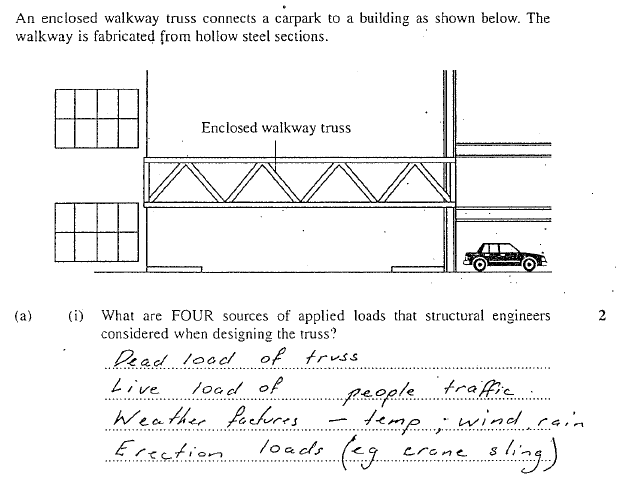 An enclosed walkway truss connects a carpark to a building as shown below. The
walkway is fabricated from hollow steel sections.
Enclosed walkway truss
(a) (i) What are FOUR sources of applied loads that structural engineers 2
considered when designing the truss?
Dead load of truss
Live load of people traffic.
Weather factures - temp, wind, rain
Erection loads (eg crane sling)